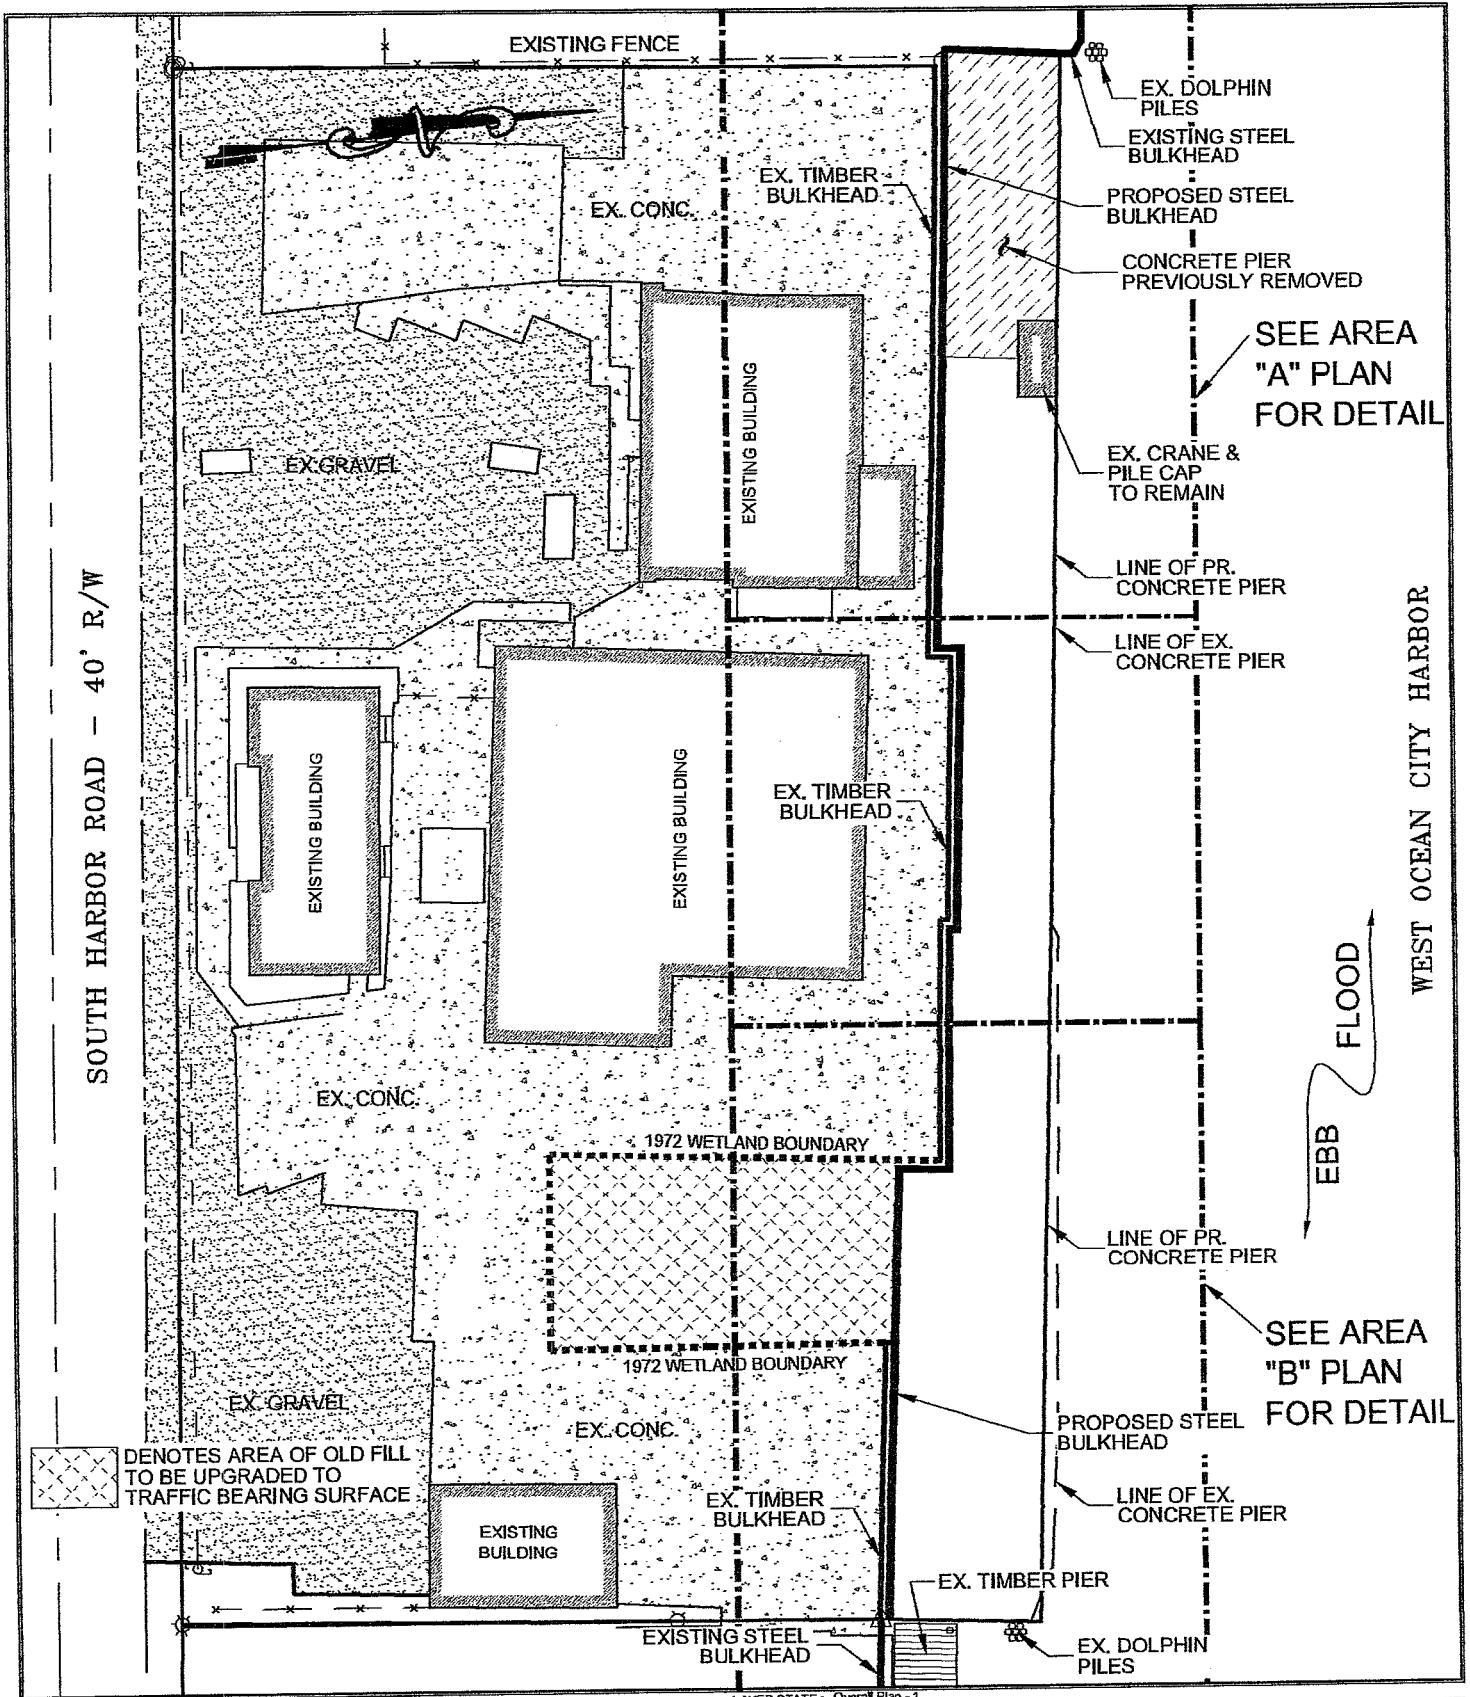 EXISTING FENCE
EX. DOLPHIN
PILES
EXISTING STEEL
BULKHEAD
EX. TIMBER
BULKHEAD
PROPOSED STEEL
BULKHEAD
EX. CONC.
CONCRETE PIER
PREVIOUSLY REMOVED
SEE AREA
"A" PLAN
FOR DETAIL
EXISTING BUILDING
EX.GRAVEL
EX. CRANE &
PILE CAP
TO REMAIN
LINE OF PR.
CONCRETE PIER
LINE OF EX.
CONCRETE PIER
SOUTH HARBOR ROAD - 40' R/W
WEST OCEAN CITY HARBOR
EXISTING BUILDING
EXISTING BUILDING
EX. TIMBER
BULKHEAD
FLOOD
EBB
EX. CONC.
1972 WETLAND BOUNDARY
LINE OF PR.
CONCRETE PIER
SEE AREA
"B" PLAN
FOR DETAIL
1972 WETLAND BOUNDARY
EX. GRAVEL
EX. CONC.
PROPOSED STEEL
BULKHEAD
DENOTES AREA OF OLD FILL
TO BE UPGRADED TO
TRAFFIC BEARING SURFACE
EX. TIMBER
BULKHEAD
LINE OF EX.
CONCRETE PIER
EXISTING
BUILDING
EX. TIMBER PIER
EXISTING STEEL
BULKHEAD
EX. DOLPHIN
PILES
Overall Plan - 1